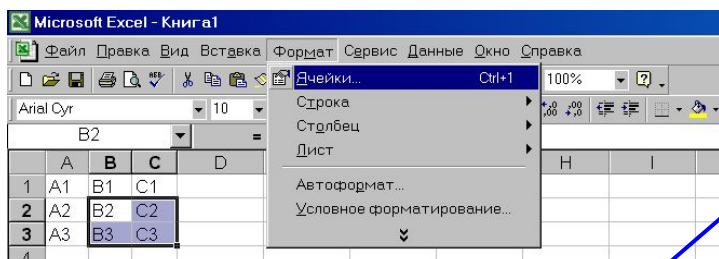 Microsoft Excel - Книга1
Файл Правка Вид Вставка Формат Сервис Данные Окно Справка
Ячейки... Ctrl+1
100%
Arial Cyr 10
Строка
B2 =
Столбец
Лист
A B C D H I
1 A1 B1 C1
Автоформат...
2 A2 B2 C2
Условное форматирование...
3 A3 B3 C3